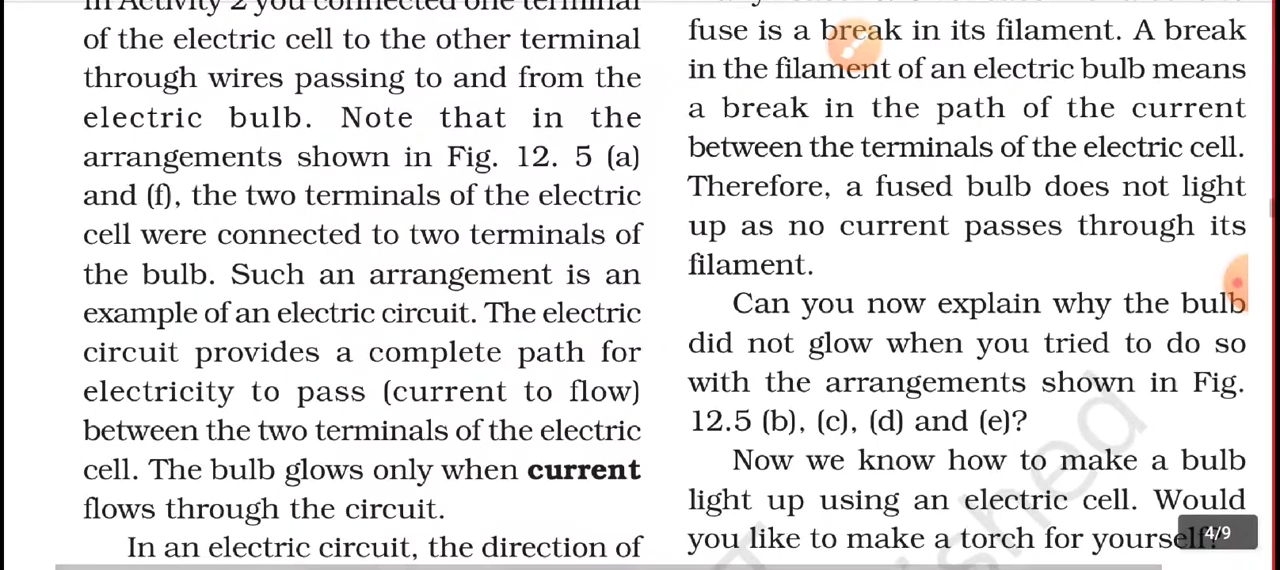 In Activity 2 you connected one terminal
of the electric cell to the other terminal
through wires passing to and from the
electric bulb. Note that in the
arrangements shown in Fig. 12. 5 (a)
and (f), the two terminals of the electric
cell were connected to two terminals of
the bulb. Such an arrangement is an
example of an electric circuit. The electric
circuit provides a complete path for
electricity to pass (current to flow)
between the two terminals of the electric
cell. The bulb glows only when current
flows through the circuit.
In an electric circuit, the direction of
fuse is a break in its filament. A break
in the filament of an electric bulb means
a break in the path of the current
between the terminals of the electric cell.
Therefore, a fused bulb does not light
up as no current passes through its
filament.
Can you now explain why the bulb
did not glow when you tried to do so
with the arrangements shown in Fig.
12.5 (b), (c), (d) and (e)?
Now we know how to make a bulb
light up using an electric cell. Would
you like to make a torch for yourself?
4/9